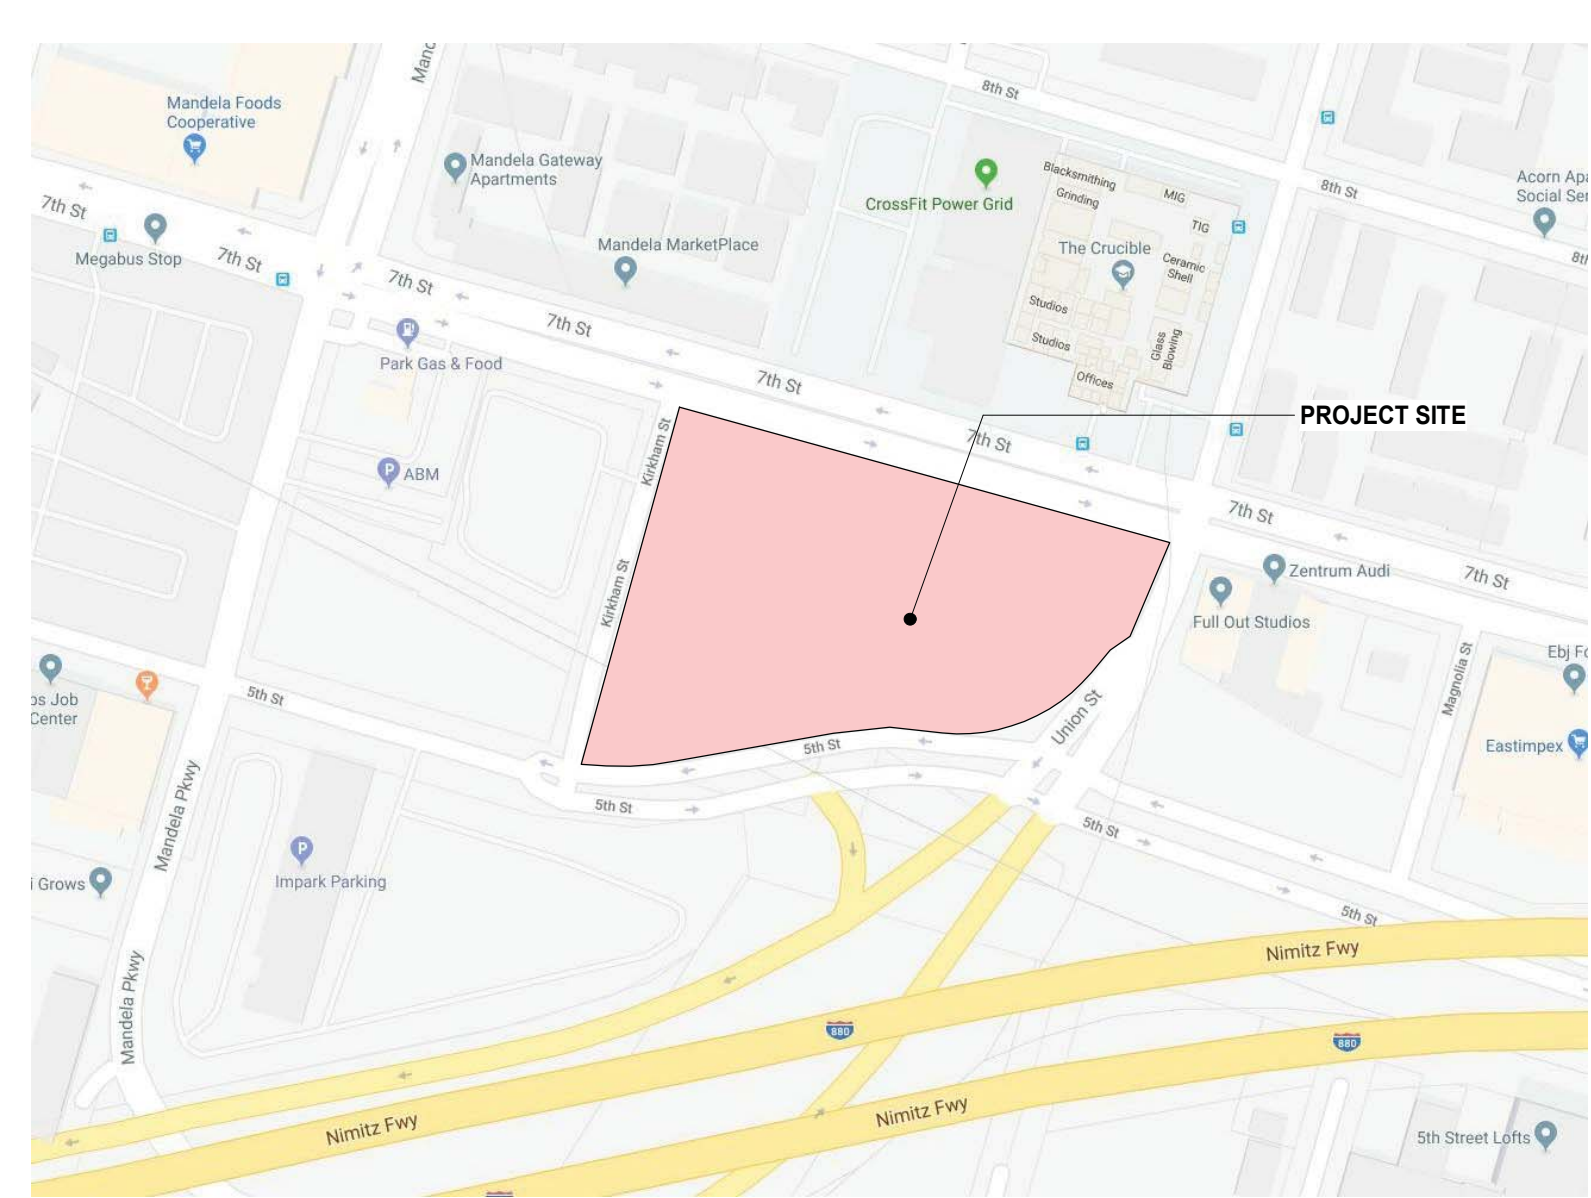 Mand
8th St
Mandela Foods
Cooperative
Mandela Gateway
Apartments
Blacksmithing
Grinding
MIG
TIG
8th St
Acorn Apa
Social Ser
CrossFit Power Grid
7th St
Megabus Stop
7th St
Mandela MarketPlace
The Crucible
Ceramic
Shell
8th
7th St
Studios
7th St
Studios
Glass
Blowing
Park Gas & Food
7th St
Offices
PROJECT SITE
Kirkham St
7th St
ABM
7th St
Zentrum Audi
7th St
Kirkham St
Full Out Studios
Magnolia St
Ebj Fo
bs Job
Center
5th St
Union St
5th St
Eastimpex
Mandela Pkwy
5th St
5th St
i Grows
Impark Parking
5th St
Nimitz Fwy
Mandela Pkwy
880
880
Nimitz Fwy
Nimitz Fwy
5th Street Lofts